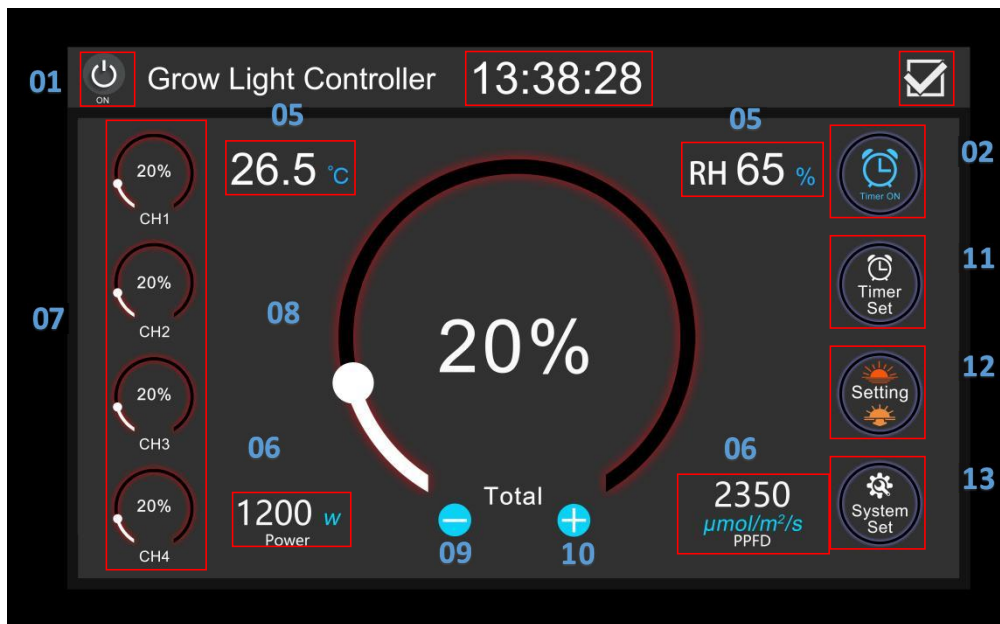 01
ON
Grow Light Controller
13:38:28
05
05
26.5 °C
RH 65 %
02
Timer ON
20%
CH1
20%
CH2
07
20%
CH3
20%
CH4
08
20%
11
Timer
Set
12
Setting
06
06
13
System
Set
1200 w
Power
Total
09
10
2350
μmol/m²/s
PPFD